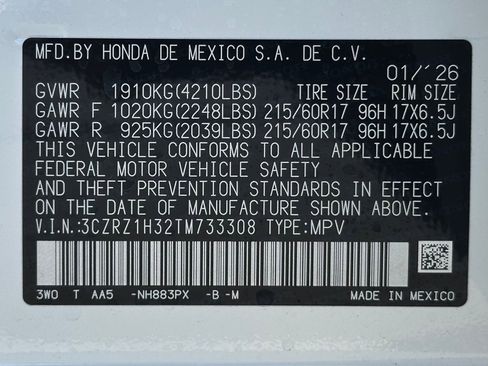 MFD.BY HONDA DE MEXICO S.A. DE C.V.
01/'26
GVWR 1910KG(4210LBS) TIRE SIZE RIM SIZE
GAWR F 1020KG(2248LBS) 215/60R17 96H 17X6.5J
GAWR R 925KG(2039LBS) 215/60R17 96H 17X6.5J
THIS VEHICLE CONFORMS TO ALL APPLICABLE
FEDERAL MOTOR VEHICLE SAFETY
AND THEFT PREVENTION STANDARDS IN EFFECT
ON THE DATE OF MANUFACTURE SHOWN ABOVE.
V.I.N.:3CZRZ1H32TM733308 TYPE:MPV
3W0 T AA5 -NH883PX -B -M
MADE IN MEXICO